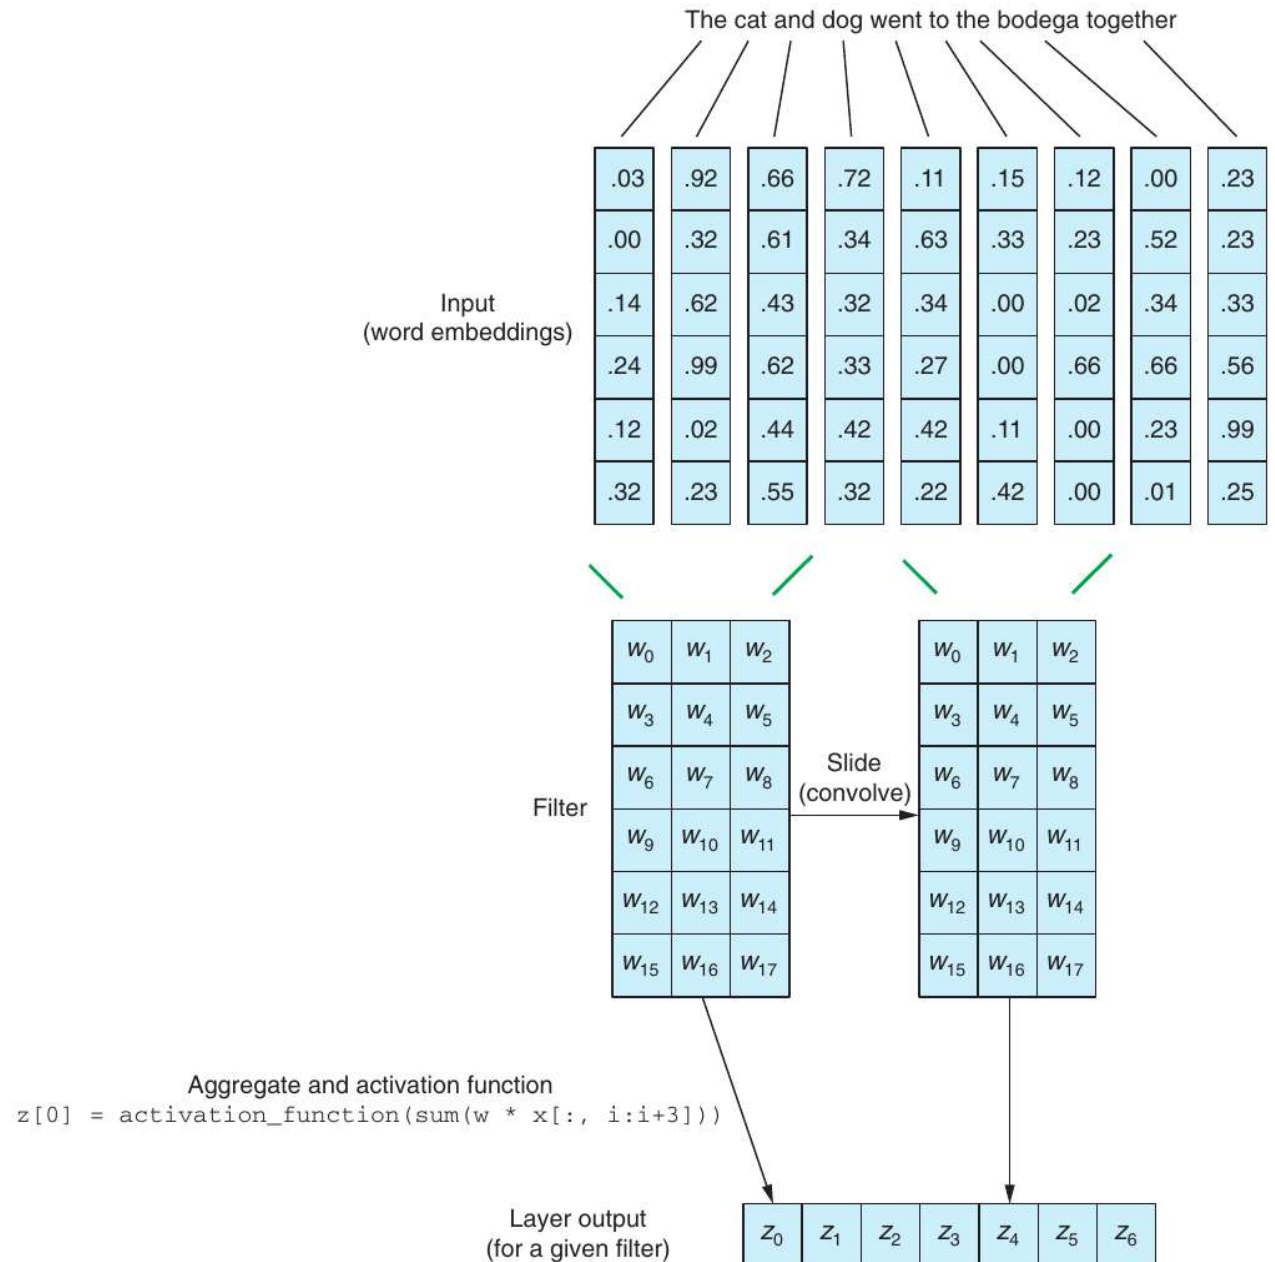 The cat and dog went to the bodega together
.03 .92 .66 .72 .11 .15 .12 .00 .23
.00 .32 .61 .34 .63 .33 .23 .52 .23
Input
(word embeddings)
.14 .62 .43 .32 .34 .00 .02 .34 .33
.24 .99 .62 .33 .27 .00 .66 .66 .56
.12 .02 .44 .42 .42 .11 .00 .23 .99
.32 .23 .55 .32 .22 .42 .00 .01 .25
w₀ w₁ w₂ w₀ w₁ w₂
w₃ w₄ w₅ w₃ w₄ w₅
w₆ w₇ w₈ w₆ w₇ w₈
Slide
(convolve)
Filter
w₉ w₁₀ w₁₁ w₉ w₁₀ w₁₁
w₁₂ w₁₃ w₁₄ w₁₂ w₁₃ w₁₄
w₁₅ w₁₆ w₁₇ w₁₅ w₁₆ w₁₇
Aggregate and activation function
z[0] = activation_function(sum(w * x[:, i:i+3]))
Layer output
(for a given filter)
z₀ z₁ z₂ z₃ z₄ z₅ z₆